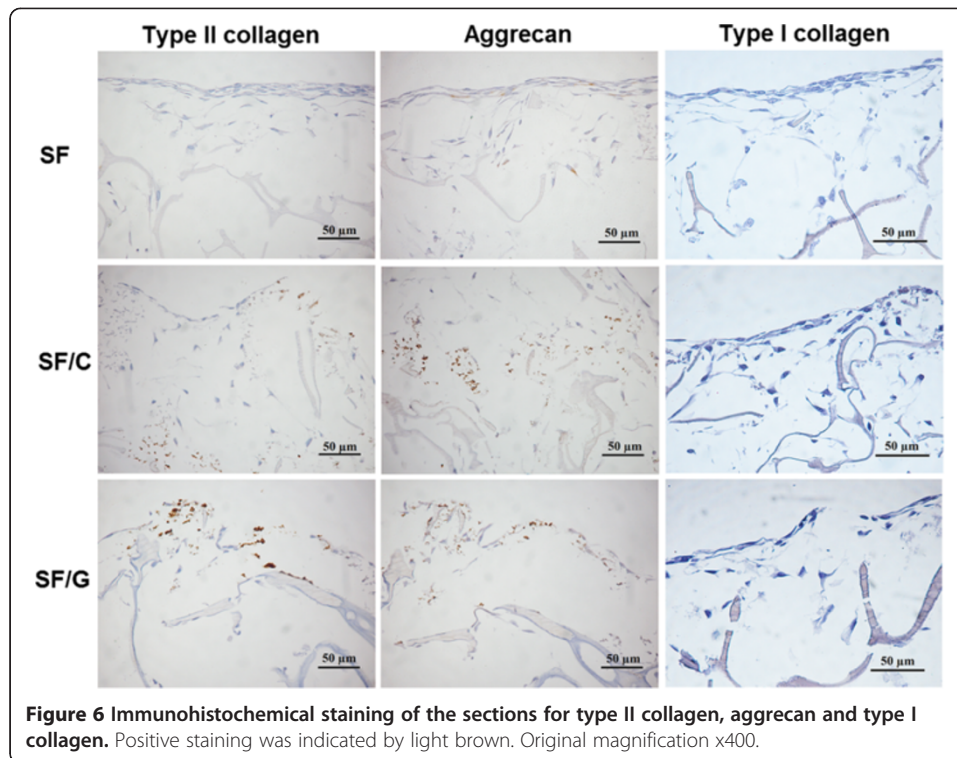 Type II collagen Aggrecan Type I collagen
SF
50 µm 50 µm 50 µm
SF/C
50 µm 50 µm 50 µm
SF/G
50 µm 50 µm 50 µm
Figure 6 Immunohistochemical staining of the sections for type II collagen, aggrecan and type I
collagen. Positive staining was indicated by light brown. Original magnification x400.